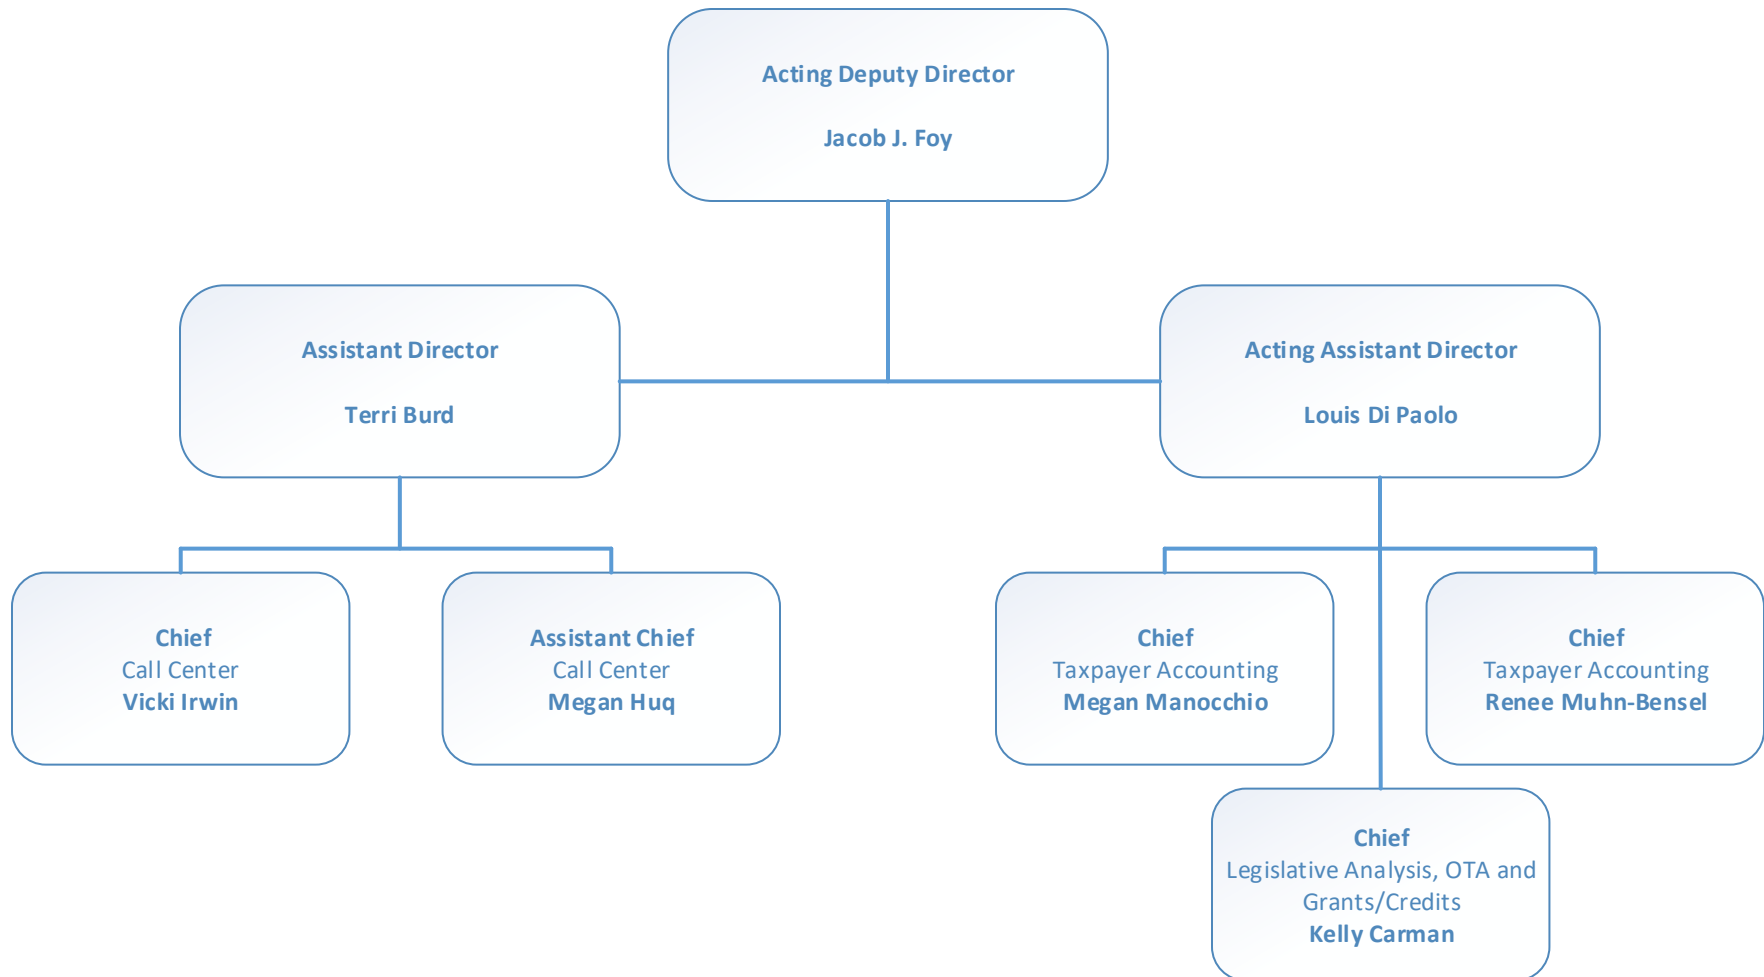 Acting Deputy Director
Jacob J. Foy
Assistant Director
Terri Burd
Acting Assistant Director
Louis Di Paolo
Chief
Call Center
Vicki Irwin
Assistant Chief
Call Center
Megan Huq
Chief
Taxpayer Accounting
Megan Manocchio
Chief
Taxpayer Accounting
Renee Muhn-Bensel
Chief
Legislative Analysis, OTA and
Grants/Credits
Kelly Carman